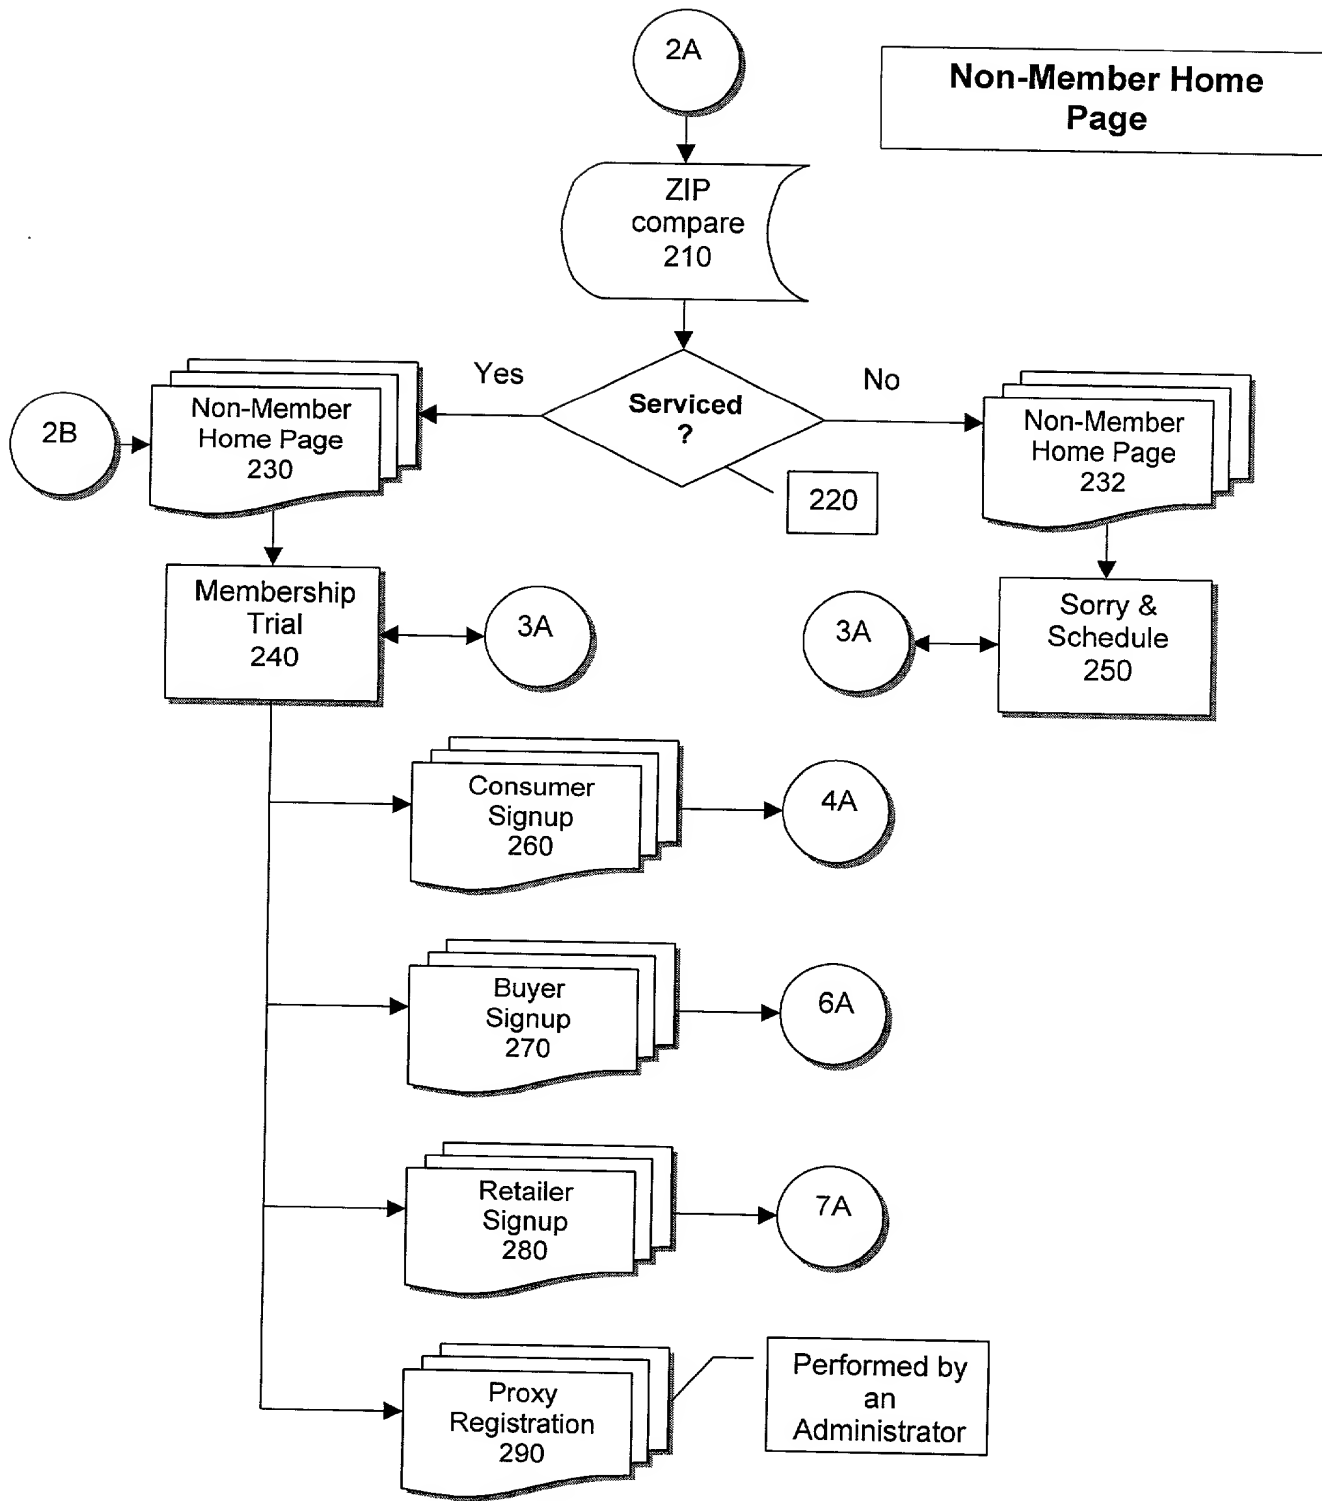 2A
Non-Member Home
Page
ZIP
compare
210
Yes
No
Serviced
?
220
2B
Non-Member
Home Page
230
Non-Member
Home Page
232
Membership
Trial
240
3A
3A
Sorry &
Schedule
250
Consumer
Signup
260
4A
Buyer
Signup
270
6A
Retailer
Signup
280
7A
Proxy
Registration
290
Performed by
an
Administrator